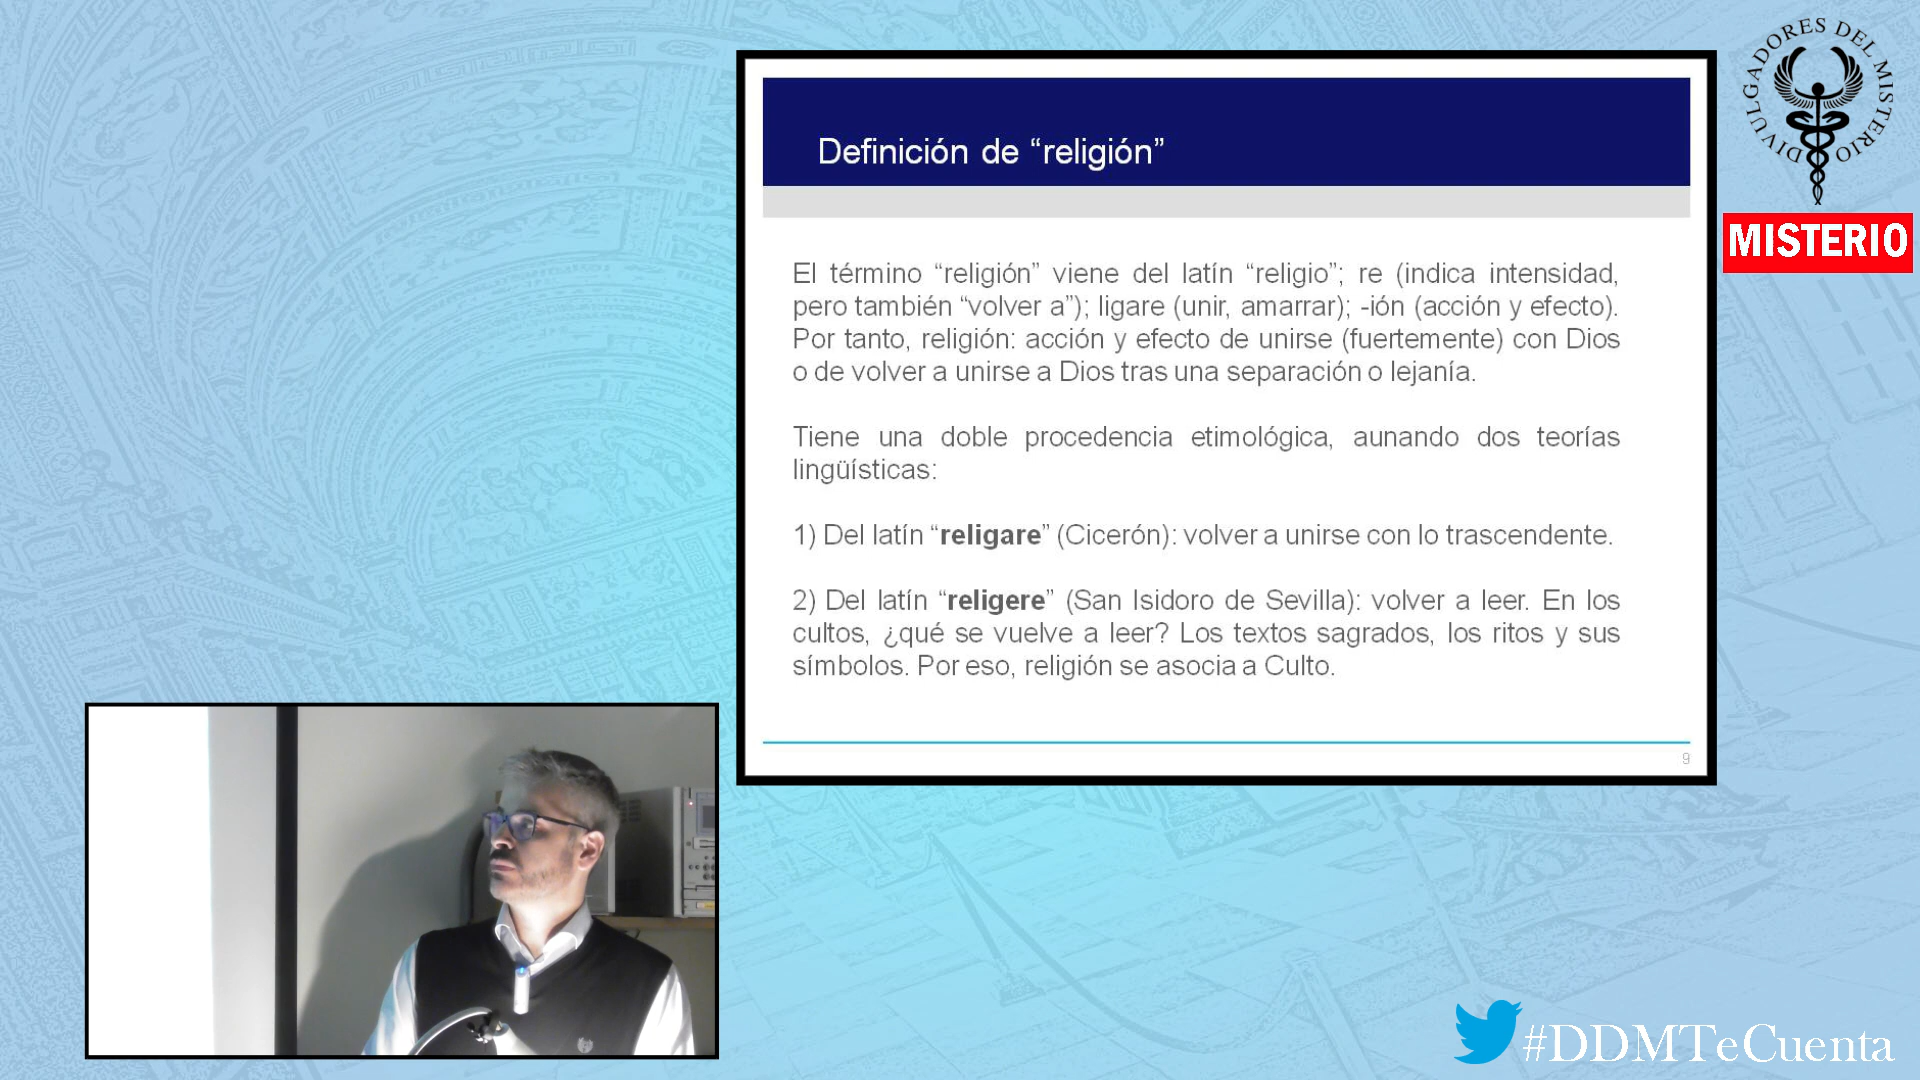 DIVULGADORES DEL MISTERIO
MISTERIO
Definición de “religión”
El término “religión” viene del latín “religio”; re (indica intensidad,
pero también “volver a”); ligare (unir, amarrar); -ión (acción y efecto).
Por tanto, religión: acción y efecto de unirse (fuertemente) con Dios
o de volver a unirse a Dios tras una separación o lejanía.
Tiene una doble procedencia etimológica, aunando dos teorías
lingüísticas:
1) Del latín “religare” (Cicerón): volver a unirse con lo trascendente.
2) Del latín “religere” (San Isidoro de Sevilla): volver a leer. En los
cultos, ¿qué se vuelve a leer? Los textos sagrados, los ritos y sus
símbolos. Por eso, religión se asocia a Culto.
9
#DDMTeCuenta